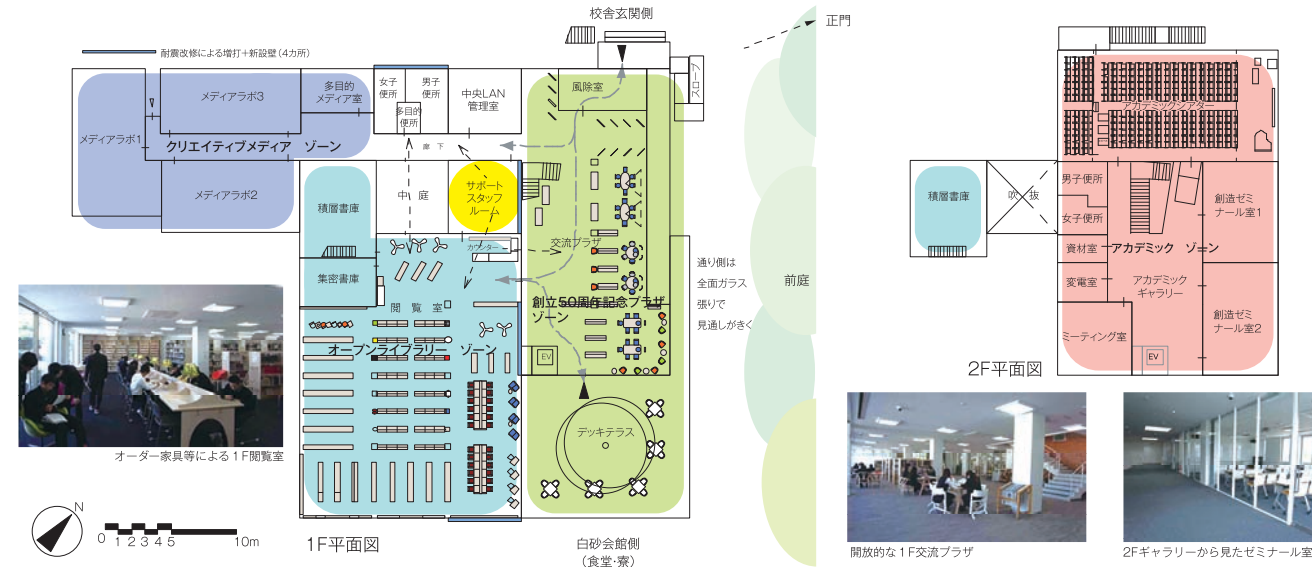 校舎玄関側
正門
耐震改修による増打+新設壁(4カ所)
スロープ
風除室
女子
便所
男子
便所
多目的
便所
中央LAN
管理室
多目的
メディア室
メディアラボ3
メディアラボ1
クリエイティブメディア ゾーン
廊 下
メディアラボ2
中 庭
サポート
スタッフ
ルーム
積層書庫
カウンター
交流プラザ
集密書庫
閲 覧 室
創立50周年記念プラザ
ゾーン
オープンライブラリー ゾーン
EV
通り側は
全面ガラス
張りで
見通しがきく
前庭
デッキテラス
オーダー家具等による1F閲覧室
N
0 1 2 3 4 5 10m
1F平面図
白砂会館側
(食堂・寮)
アカデミックシアター
積層書庫
吹 抜
男子便所
女子便所
資材室
変電室
ミーティング室
アカデミック ゾーン
アカデミック
ギャラリー
創造ゼミ
ナール室1
創造ゼミ
ナール室2
EV
2F平面図
開放的な1F交流プラザ
2Fギャラリーから見たゼミナール室